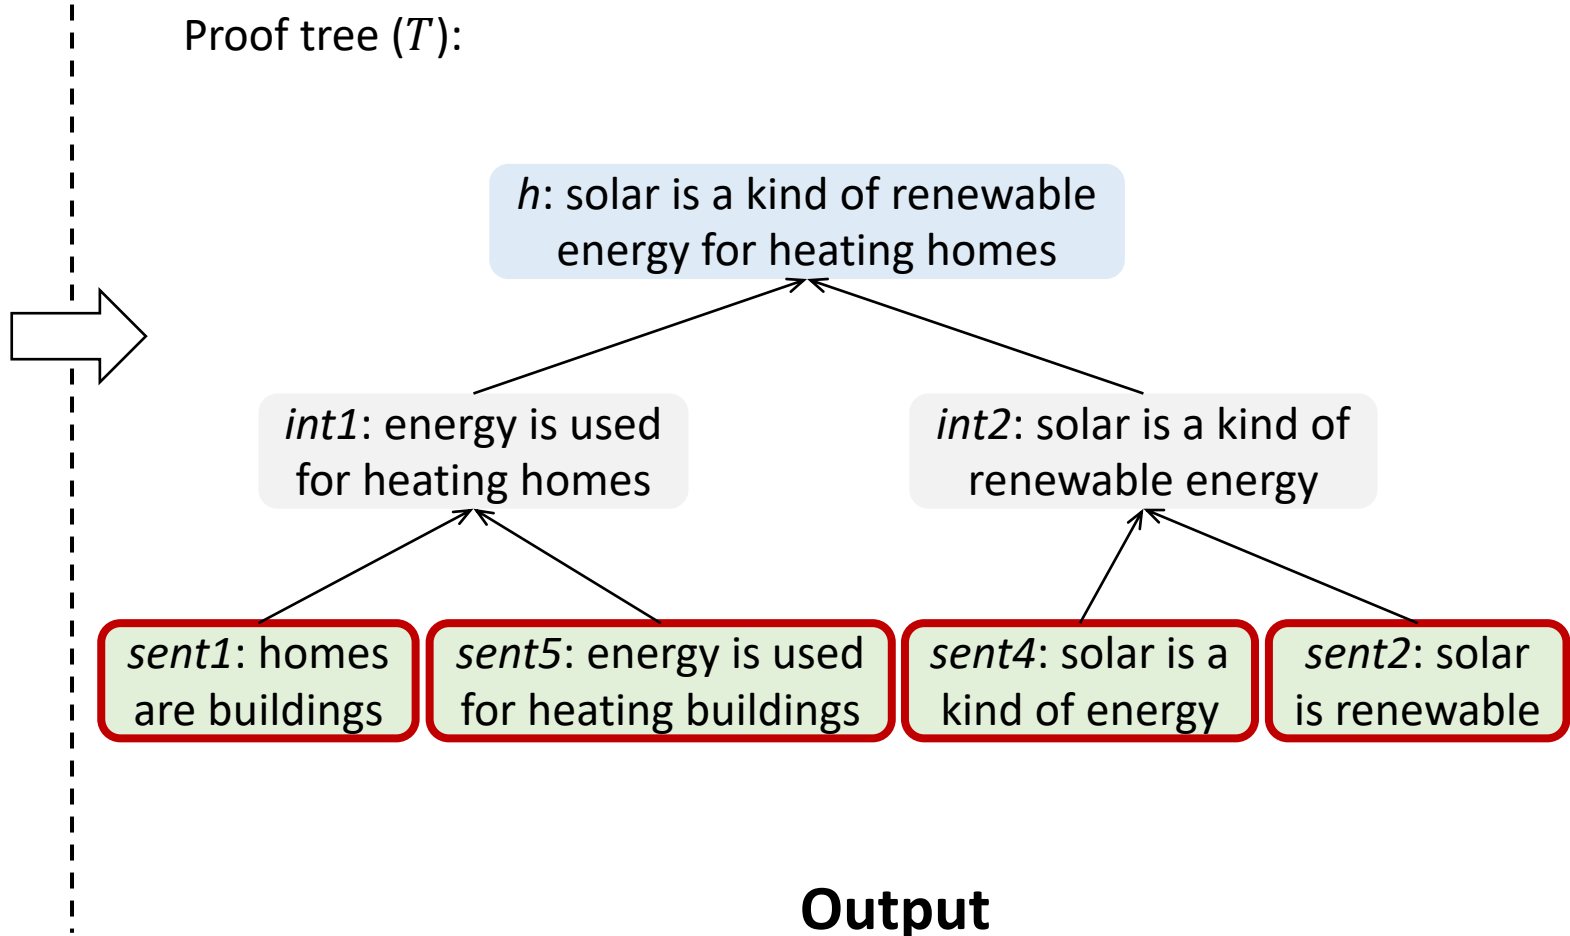 Proof tree (T):
h: solar is a kind of renewable
energy for heating homes
int1: energy is used
for heating homes
int2: solar is a kind of
renewable energy
sent1: homes
are buildings
sent5: energy is used
for heating buildings
sent4: solar is a
kind of energy
sent2: solar
is renewable
Output